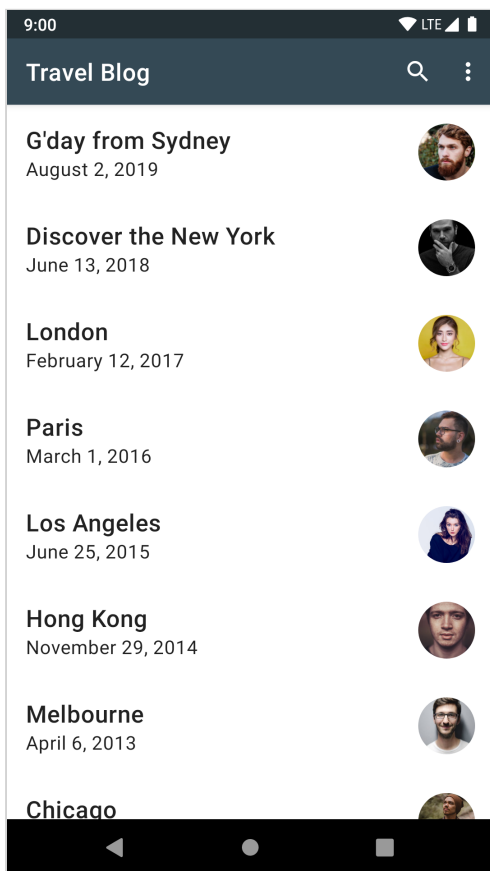 9:00 LTE
Travel Blog
G'day from Sydney
August 2, 2019
Discover the New York
June 13, 2018
London
February 12, 2017
Paris
March 1, 2016
Los Angeles
June 25, 2015
Hong Kong
November 29, 2014
Melbourne
April 6, 2013
Chicago